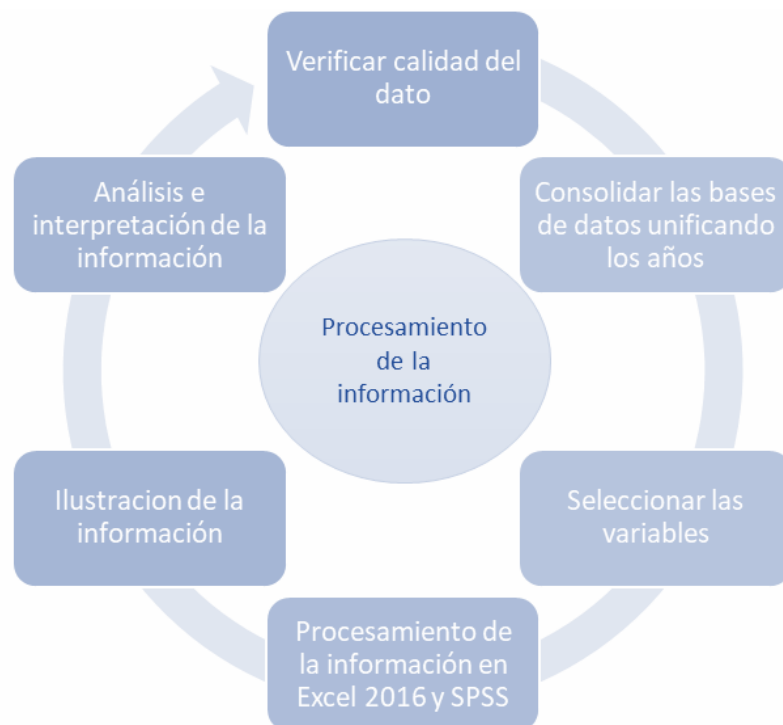 Verificar calidad del
dato
Consolidar las bases
de datos unificando
los años
Seleccionar las
variables
Procesamiento de
la información en
Excel 2016 y SPSS
Ilustracion de la
información
Análisis e
interpretación de la
información
Procesamiento
de la
información